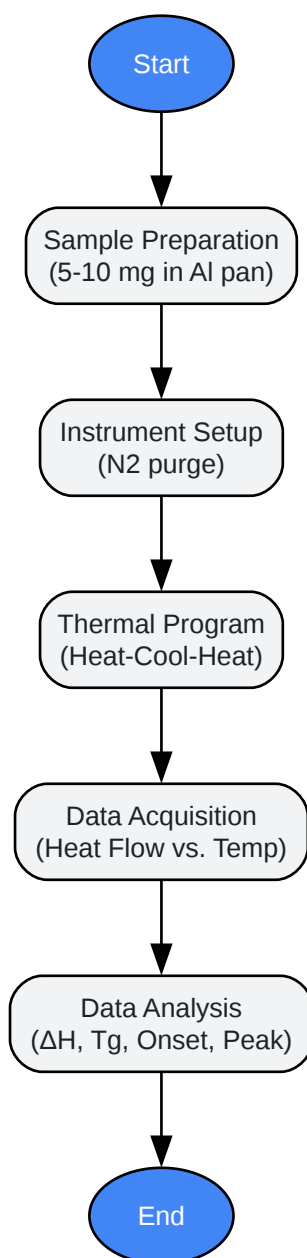 Start
Sample Preparation
(5-10 mg in Al pan)
Instrument Setup
(N2 purge)
Thermal Program
(Heat-Cool-Heat)
Data Acquisition
(Heat Flow vs. Temp)
Data Analysis
(ΔH, Tg, Onset, Peak)
End